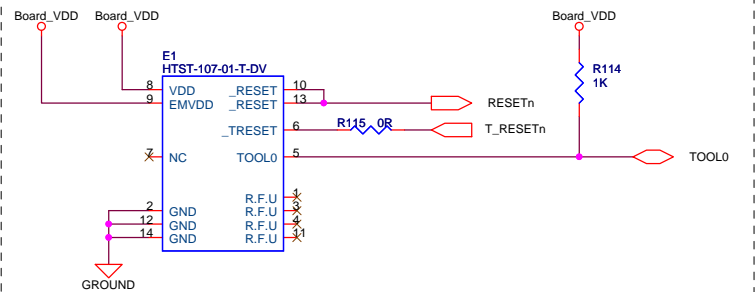 Board_VDD Board_VDD Board_VDD
E1
HTST-107-01-T-DV
R114
1K
8 VDD _RESET 10
9 EMVDD _RESET 13
RESETn
_TRESET 6 R115 0R T_RESETn
7 NC TOOL0 5 TOOL0
R.F.U 1
2 GND R.F.U 3
12 GND R.F.U 4
14 GND R.F.U 11
GROUND